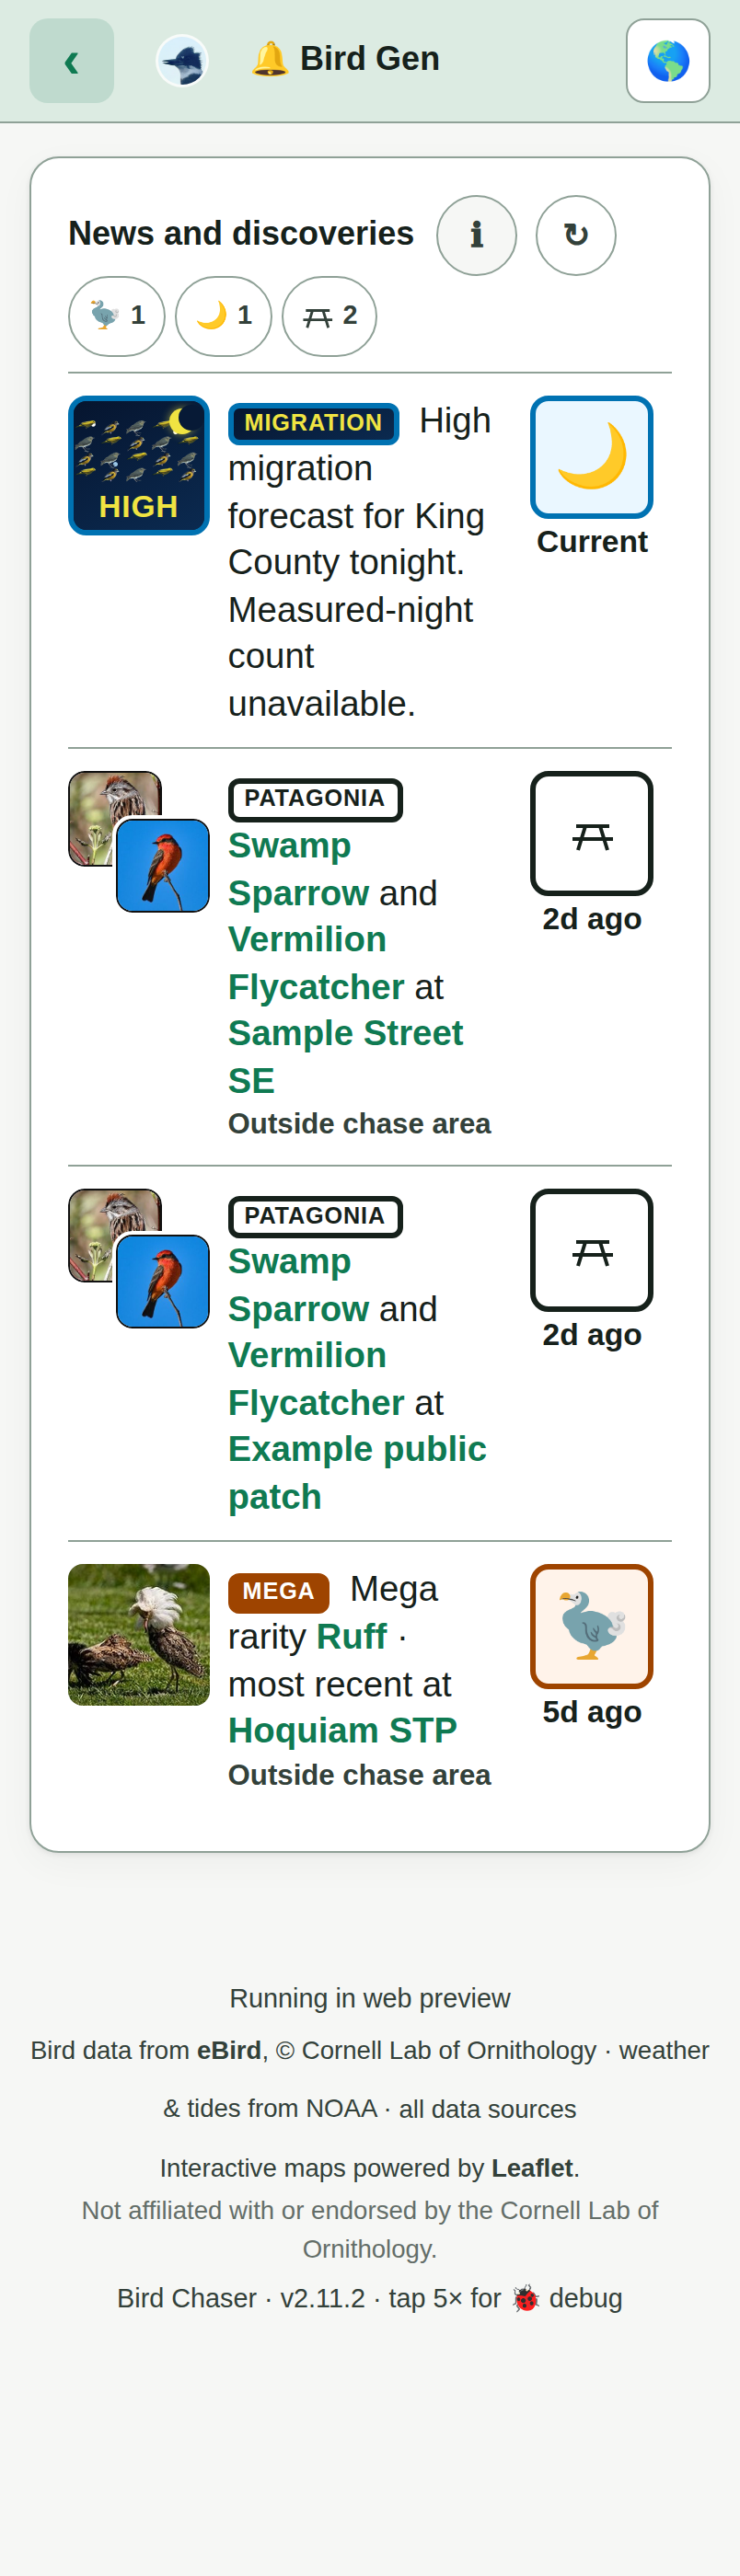 ‹ 🔔 Bird Gen 🌎
News and discoveries ℹ ↻
🦤 1 🌙 1 2
HIGH
MIGRATION High
migration
forecast for King
County tonight.
Measured-night
count
unavailable.
🌙
Current
PATAGONIA
Swamp
Sparrow and
Vermilion
Flycatcher at
Sample Street
SE
Outside chase area
2d ago
PATAGONIA
Swamp
Sparrow and
Vermilion
Flycatcher at
Example public
patch
2d ago
MEGA Mega
rarity Ruff ·
most recent at
Hoquiam STP
Outside chase area
🦤
5d ago
Running in web preview
Bird data from eBird, © Cornell Lab of Ornithology · weather
& tides from NOAA · all data sources
Interactive maps powered by Leaflet.
Not affiliated with or endorsed by the Cornell Lab of
Ornithology.
Bird Chaser · v2.11.2 · tap 5× for 🐞 debug